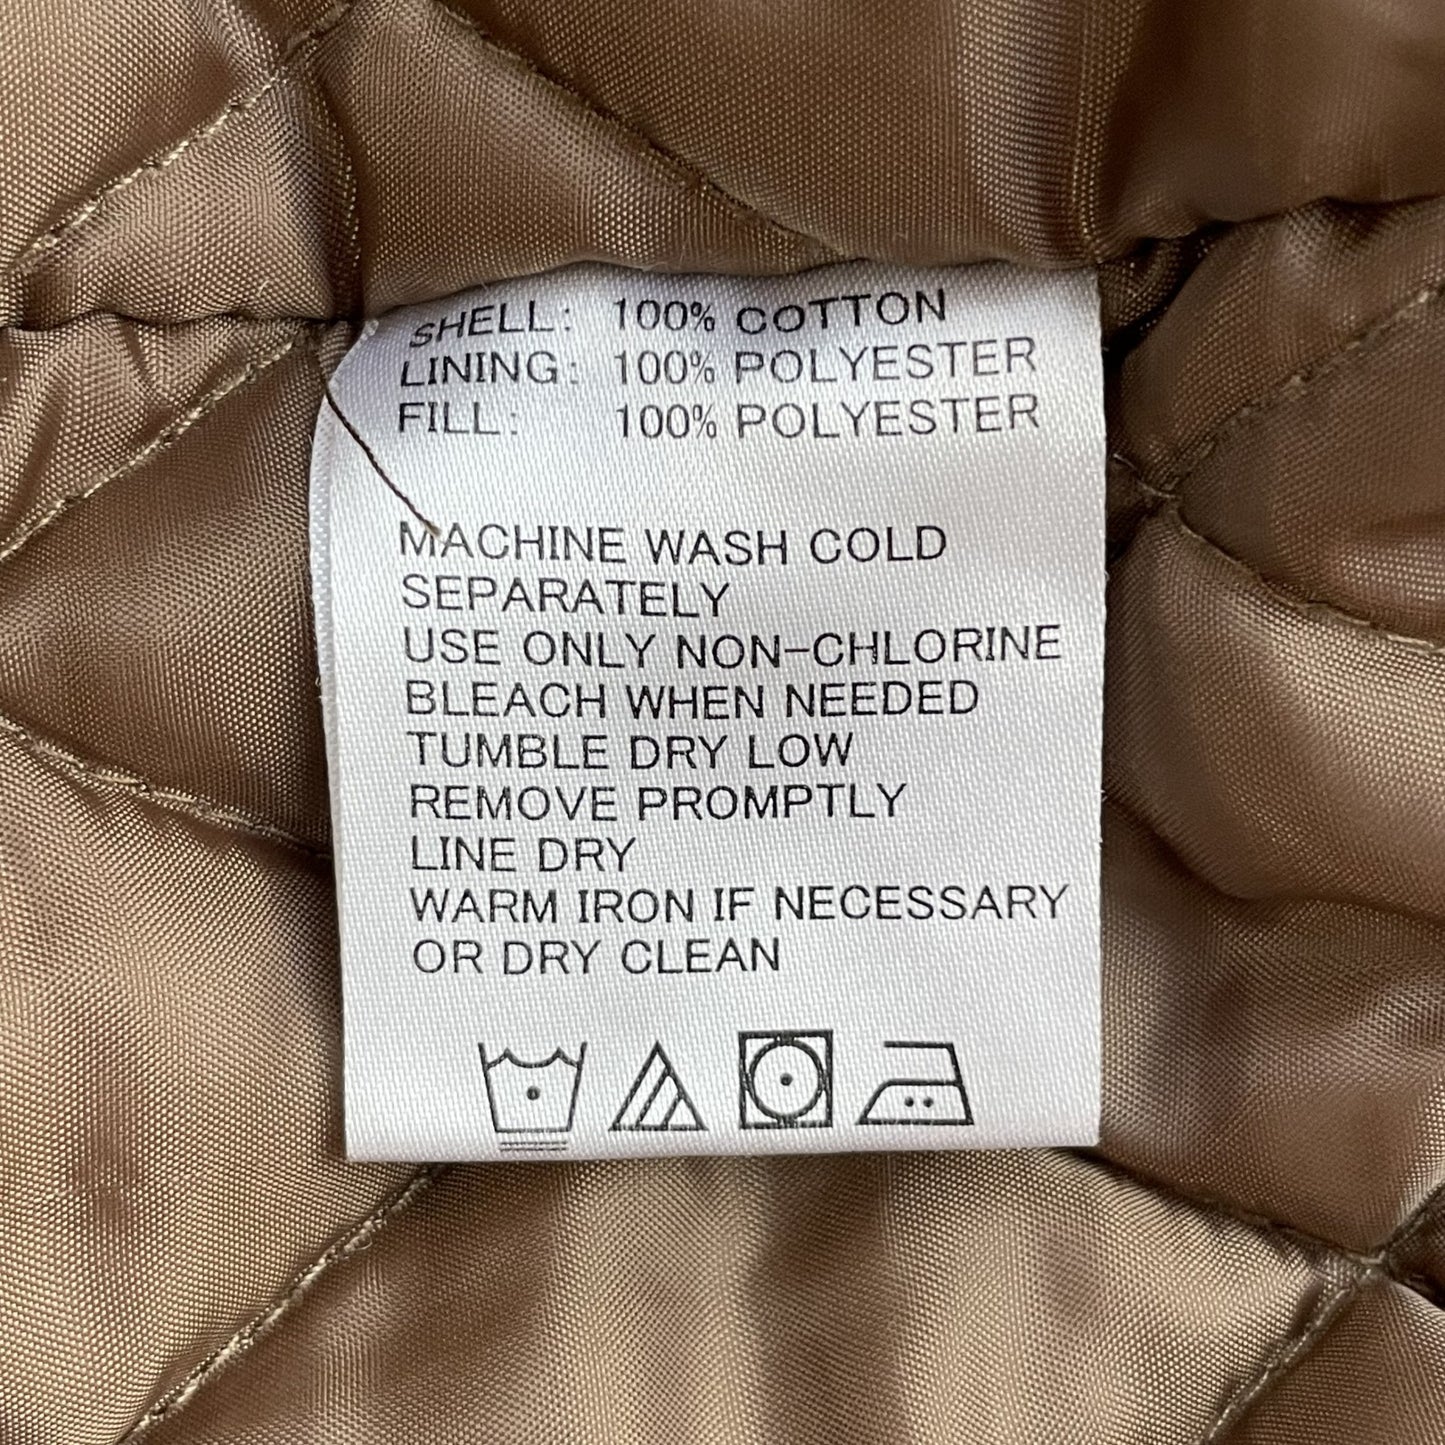 SHELL: 100% COTTON
LINING: 100% POLYESTER
FILL: 100% POLYESTER
MACHINE WASH COLD
SEPARATELY
USE ONLY NON-CHLORINE
BLEACH WHEN NEEDED
TUMBLE DRY LOW
REMOVE PROMPTLY
LINE DRY
WARM IRON IF NECESSARY
OR DRY CLEAN